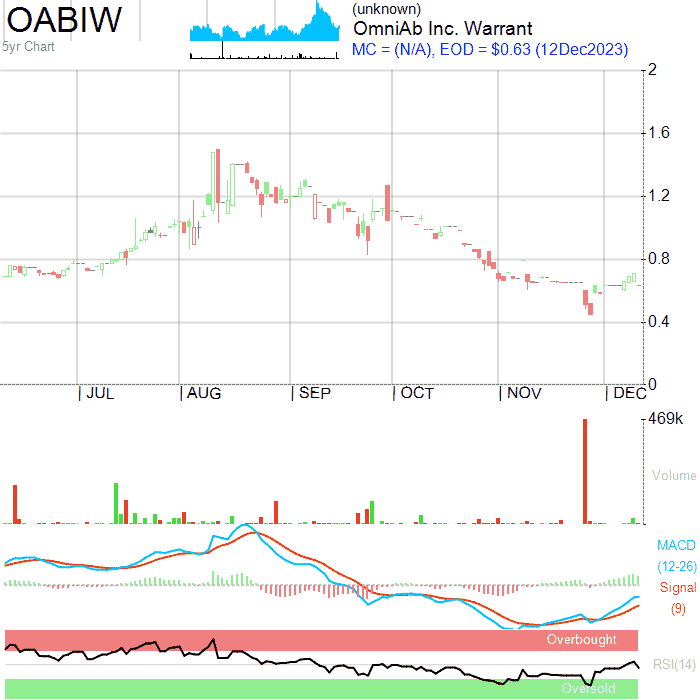 OABIW
(unknown)
OmniAb Inc. Warrant
5yr Chart
MC = (N/A), EOD = $0.63 (12Dec2023)
2
1.6
1.2
0.8
0.4
0
| JUL | AUG | SEP | OCT | NOV | DEC
469k
Volume
MACD
(12-26)
Signal
(9)
Overbought
RSI(14)
Oversold